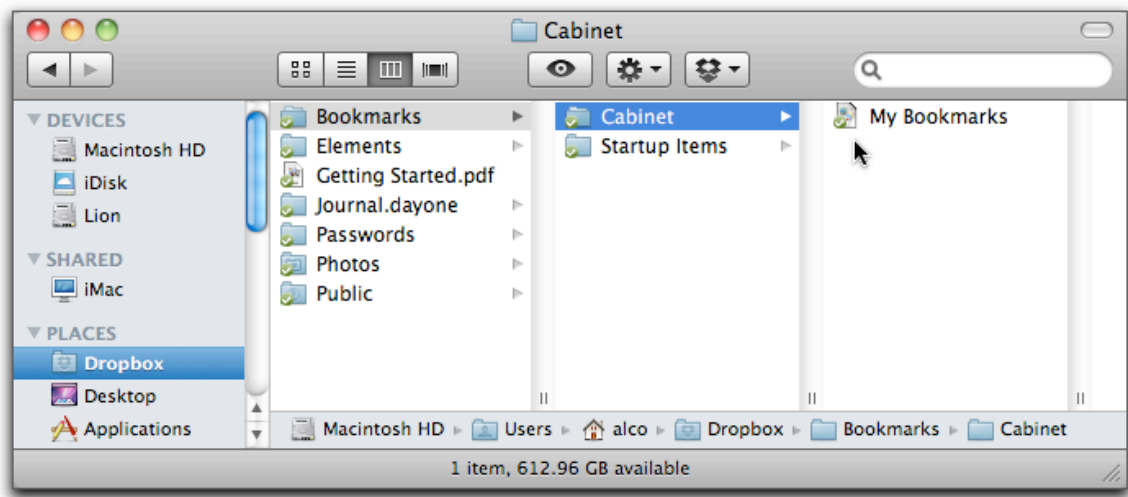 Cabinet
DEVICES
Macintosh HD
iDisk
Lion
SHARED
iMac
PLACES
Dropbox
Desktop
Applications
Bookmarks
Elements
Getting Started.pdf
Journal.dayone
Passwords
Photos
Public
Cabinet
Startup Items
My Bookmarks
Macintosh HD Users alco Dropbox Bookmarks Cabinet
1 item, 612.96 GB available